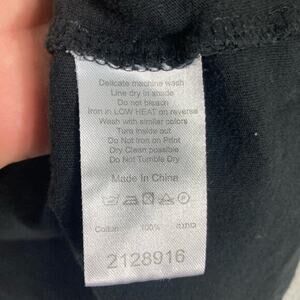 Delicate machine wash
Line dry in shade
Do not bleach
Iron in LOW HEAT on reverse
Wash with similar colors
Turn inside out
Do Not Iron on Print
Dry Clean possible
Do Not Tumble Dry
Made In China
Cotton 100% כותנה
2128916